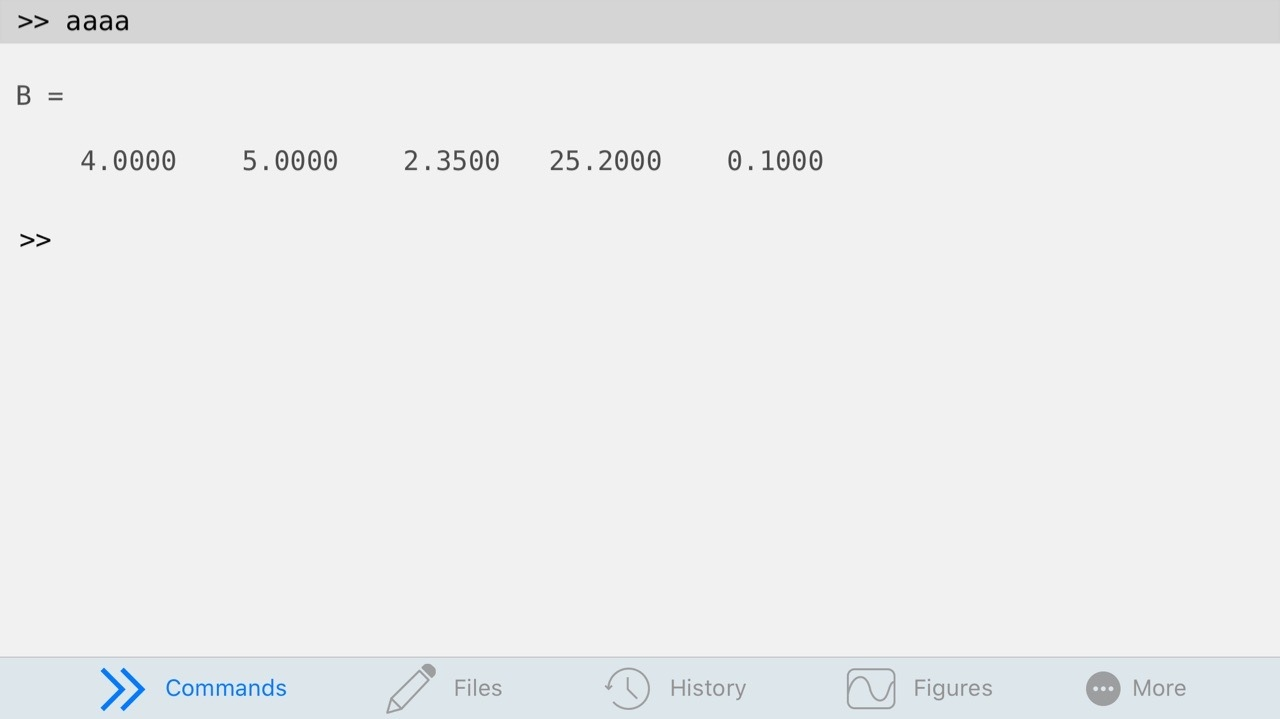 >> aaaa
B =
4.0000 5.0000 2.3500 25.2000 0.1000
>>
Commands Files History Figures More